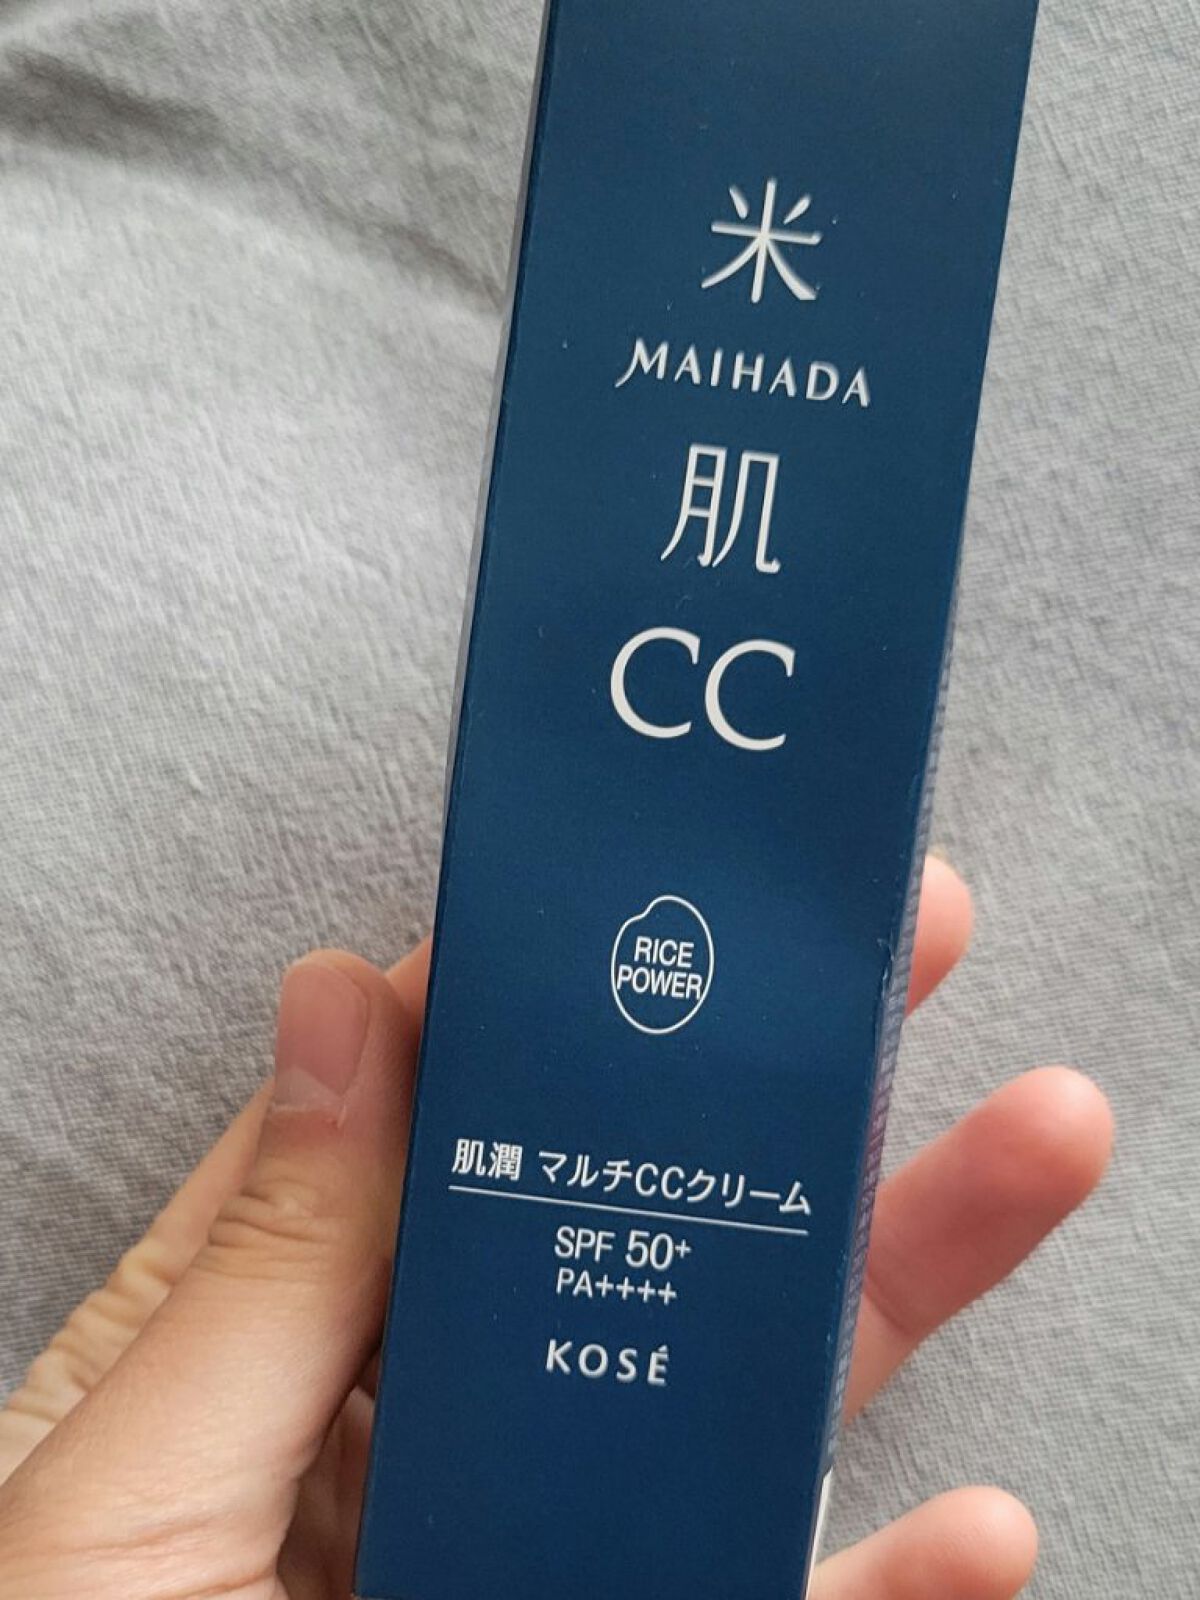 米
MAIHADA
肌
CC
RICE
POWER
肌潤 マルチCCクリーム
SPF 50+
PA++++
KOSÉ